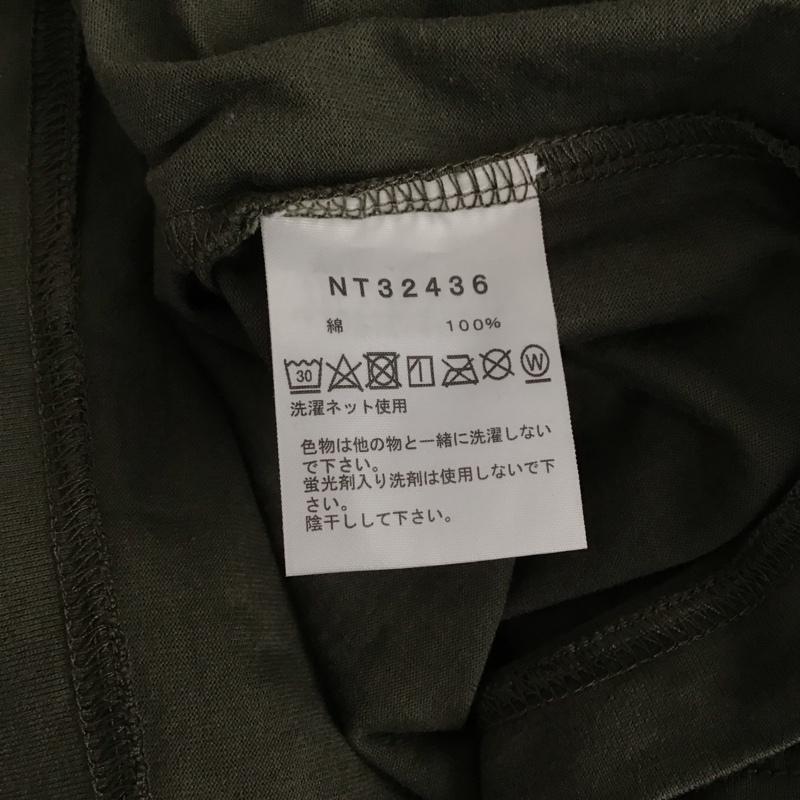 NT32436
綿 100%
30 W
洗濯ネット使用
色物は他の物と一緒に洗濯しない
で下さい。
蛍光剤入り洗剤は使用しないで下
さい。
陰干しして下さい。